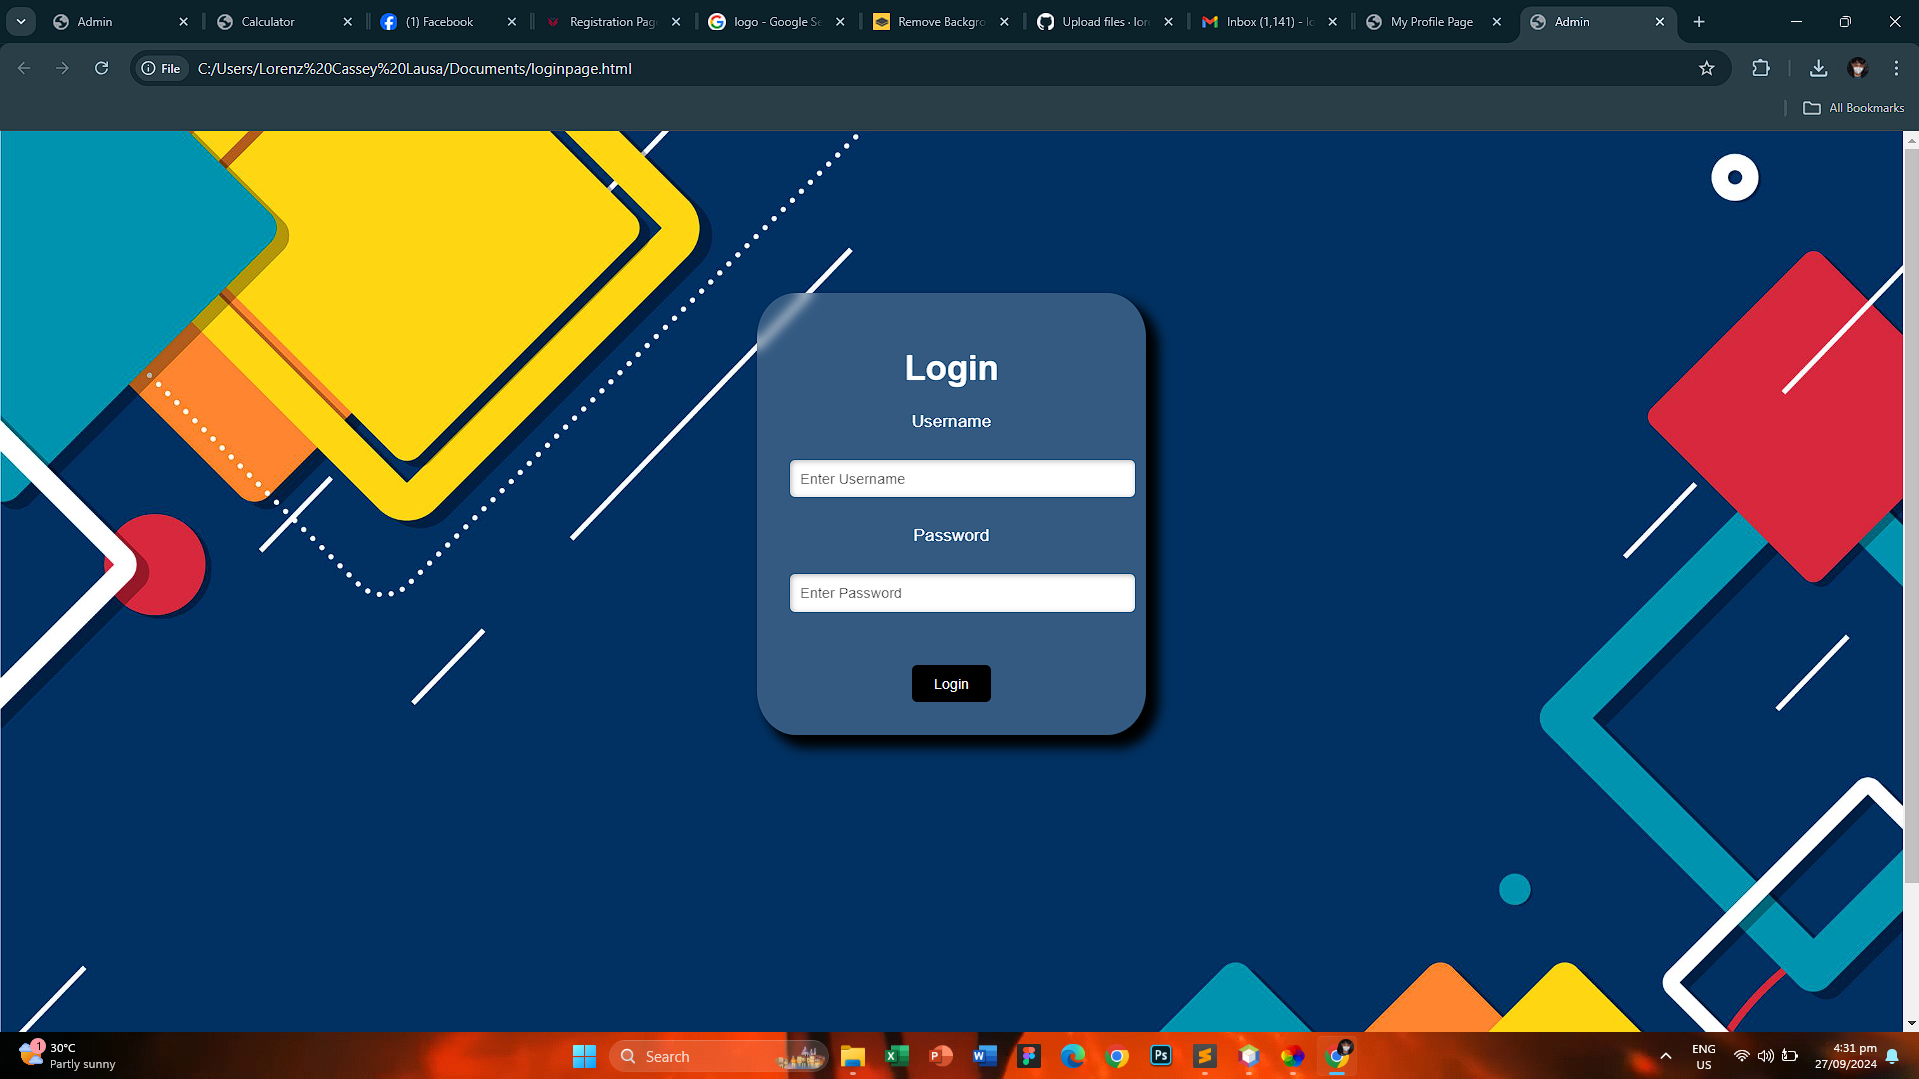 Admin
Calculator
(1) Facebook
Registration Pag
logo - Google Se
Remove Backgro
Upload files · lor
Inbox (1,141) - lc
My Profile Page
Admin
File
C:/Users/Lorenz%20Cassey%20Lausa/Documents/loginpage.html
All Bookmarks
Login
Username
Enter Username
Password
Enter Password
Login
1
30°C
Partly sunny
Search
ENG
US
4:31 pm
27/09/2024